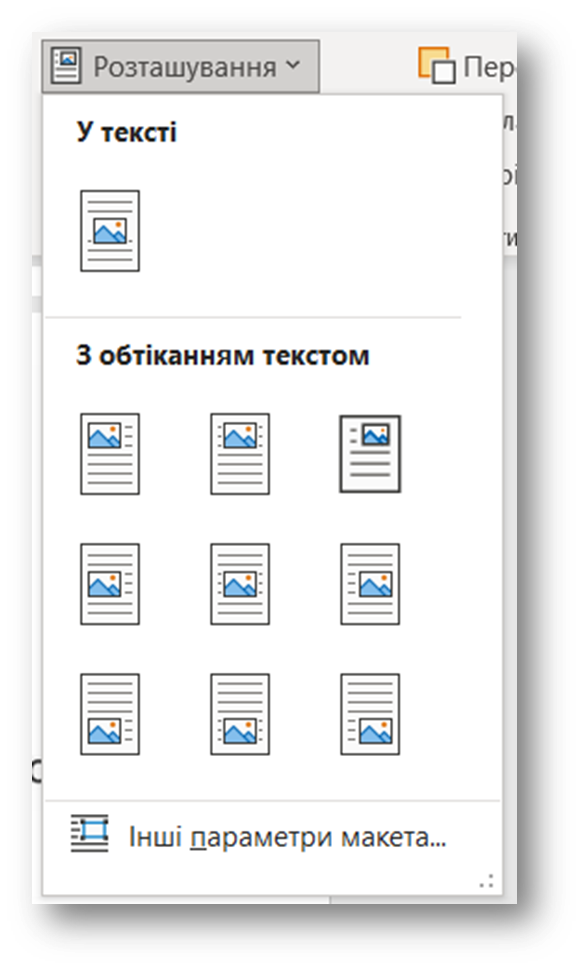 Розташування
У тексті
З обтіканням текстом
Інші параметри макета...